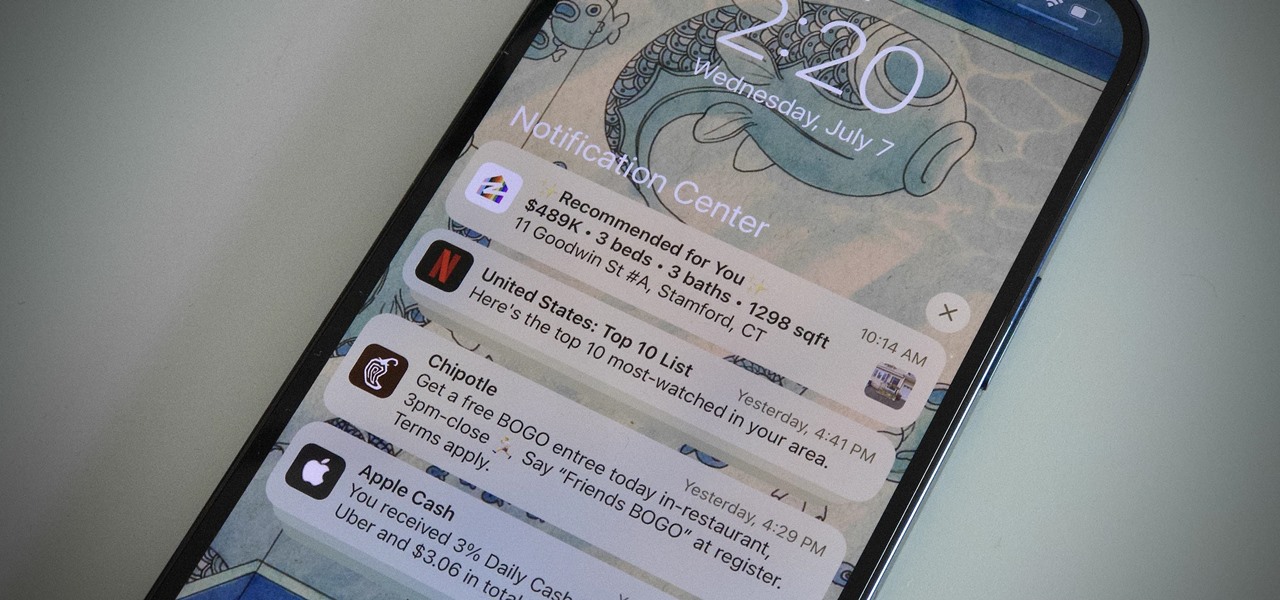 2:20
Wednesday, July 7
Notification Center
✨ Recommended for You ✨
10:14 AM
$489K • 3 beds • 3 baths • 1298 sqft
11 Goodwin St #A, Stamford, CT
N
United States: Top 10 List
Yesterday, 4:41 PM
Here's the top 10 most-watched in your area.
Chipotle
Yesterday, 4:29 PM
Get a free BOGO entree today in-restaurant,
3pm-close Say "Friends BOGO" at register.
Terms apply.
Apple Cash
You received 3% Daily Cash
Uber and $3.06 in total